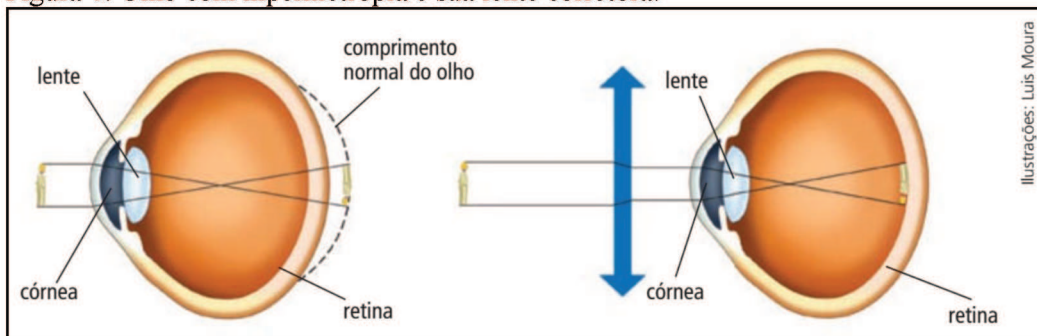 Figura 4. Olho com hipermetropia e sua lente corretora.
comprimento
normal do olho
lente
córnea
retina
lente
córnea
retina
Ilustrações: Luis Moura